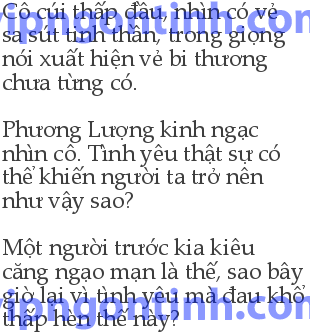 Cô cúi thấp đầu, nhìn có vẻ
sa sút tinh thần, trong giọng
nói xuất hiện vẻ bi thương
chưa từng có.
Phương Lượng kinh ngạc
nhìn cô. Tình yêu thật sự có
thể khiến người ta trở nên
như vậy sao?
Một người trước kia kiêu
căng ngạo mạn là thế, sao bây
giờ lại vì tình yêu mà đau khổ
thấp hèn thế này?